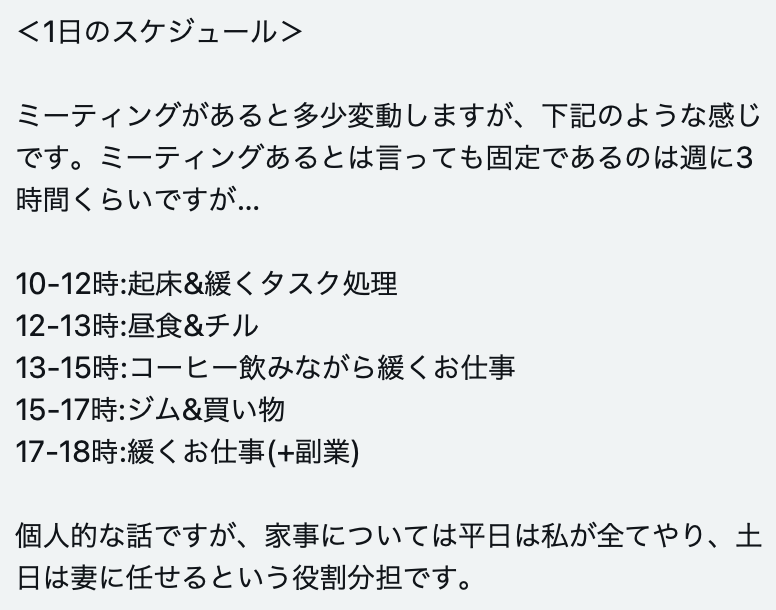 ＜1日のスケジュール＞
ミーティングがあると多少変動しますが、下記のような感じ
です。ミーティングあるとは言っても固定であるのは週に3
時間くらいですが…
10-12時:起床&緩くタスク処理
12-13時:昼食&チル
13-15時:コーヒー飲みながら緩くお仕事
15-17時:ジム&買い物
17-18時:緩くお仕事(+副業)
個人的な話ですが、家事については平日は私が全てやり、土
日は妻に任せるという役割分担です。